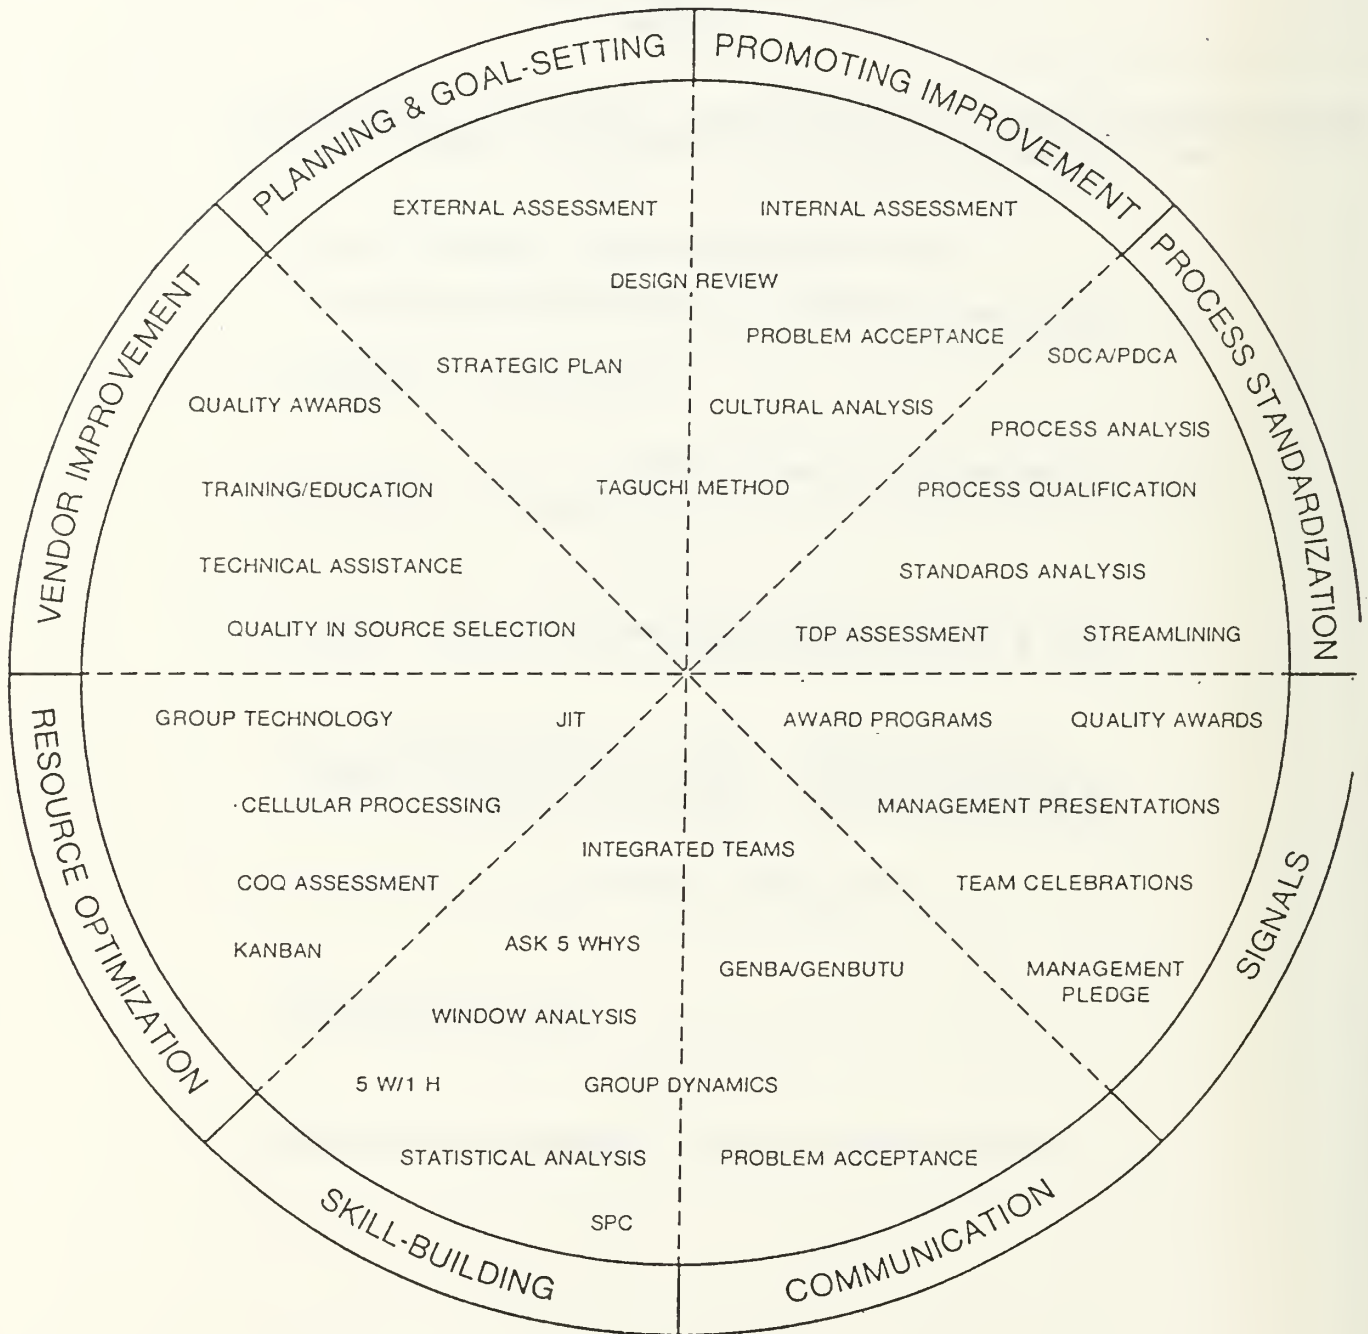 PLANNING & GOAL-SETTING
PROMOTING IMPROVEMENT
PROCESS STANDARDIZATION
SIGNALS
COMMUNICATION
SKILL-BUILDING
RESOURCE OPTIMIZATION
VENDOR IMPROVEMENT
EXTERNAL ASSESSMENT
INTERNAL ASSESSMENT
DESIGN REVIEW
PROBLEM ACCEPTANCE
SDCA/PDCA
STRATEGIC PLAN
QUALITY AWARDS
CULTURAL ANALYSIS
PROCESS ANALYSIS
TRAINING/EDUCATION
TAGUCHI METHOD
PROCESS QUALIFICATION
TECHNICAL ASSISTANCE
STANDARDS ANALYSIS
QUALITY IN SOURCE SELECTION
TDP ASSESSMENT
STREAMLINING
GROUP TECHNOLOGY
JIT
AWARD PROGRAMS
QUALITY AWARDS
CELLULAR PROCESSING
MANAGEMENT PRESENTATIONS
INTEGRATED TEAMS
COQ ASSESSMENT
TEAM CELEBRATIONS
KANBAN
ASK 5 WHYS
GENBA/GENBUTU
MANAGEMENT
PLEDGE
WINDOW ANALYSIS
5 W/1 H
GROUP DYNAMICS
STATISTICAL ANALYSIS
PROBLEM ACCEPTANCE
SPC